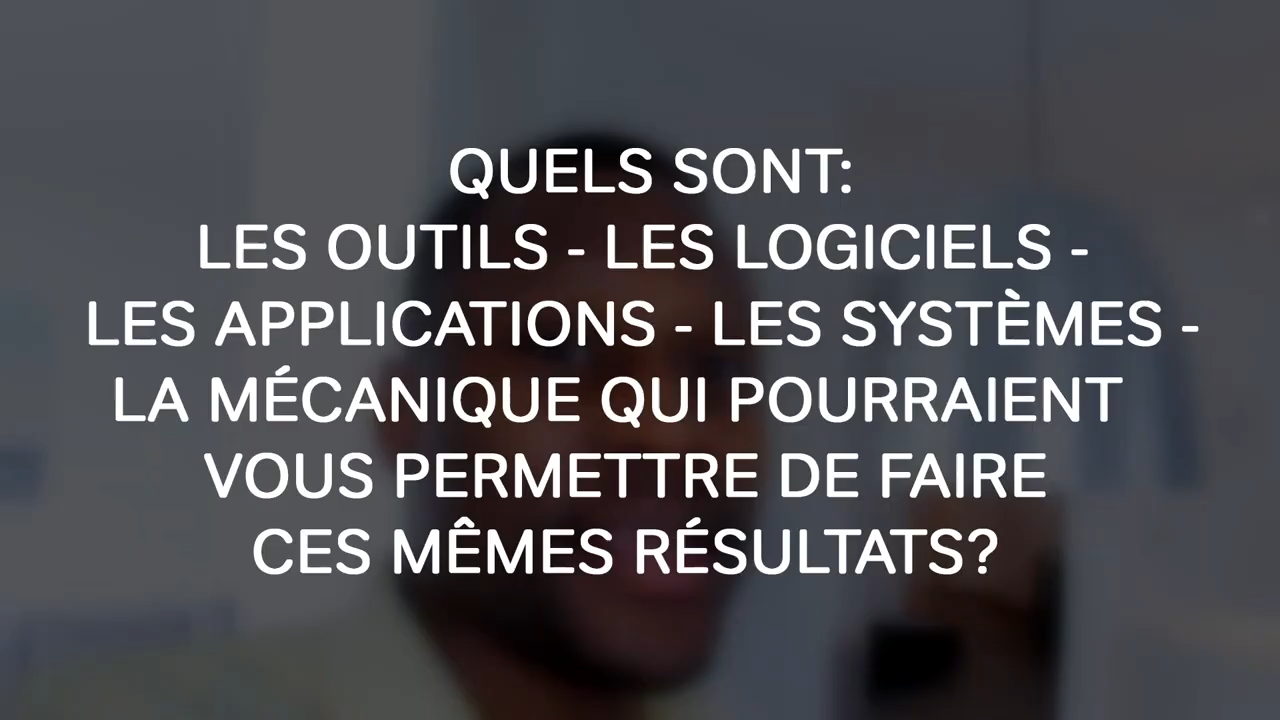 QUELS SONT:
LES OUTILS - LES LOGICIELS -
LES APPLICATIONS - LES SYSTÈMES -
LA MÉCANIQUE QUI POURRAIENT
VOUS PERMETTRE DE FAIRE
CES MÊMES RÉSULTATS?